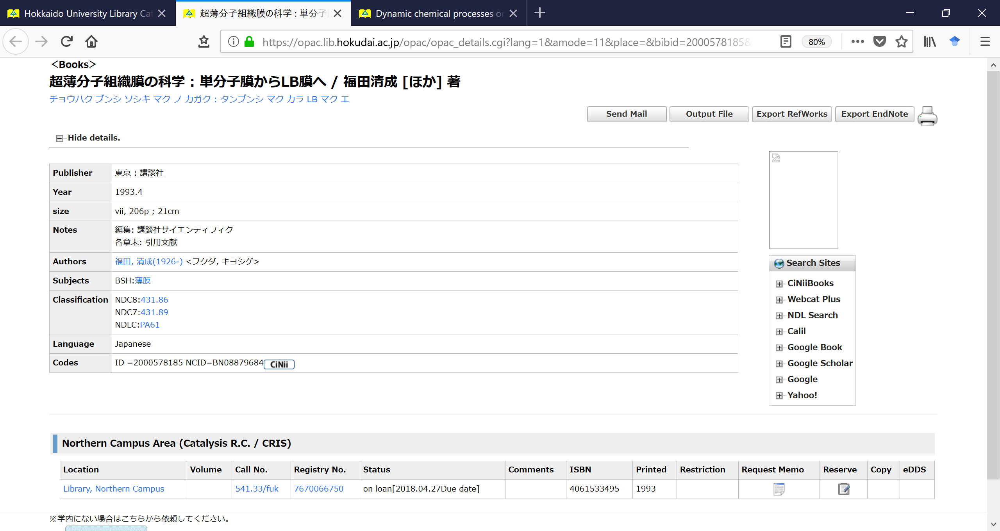 Hokkaido University Library Cat
超薄分子組織膜の科学 : 単分子
Dynamic chemical processes on
https://opac.lib.hokudai.ac.jp/opac/opac_details.cgi?lang=1&amode=11&place=&bibid=2000578185&
80%
<Books>
超薄分子組織膜の科学 : 単分子膜からLB膜へ / 福田清成 [ほか] 著
チョウハク ブンシ ソシキ マク ノ カガク : タンブンシ マク カラ LB マク エ
Send Mail
Output File
Export RefWorks
Export EndNote
Hide details.
Publisher 東京 : 講談社
Year 1993.4
size vii, 206p ; 21cm
Notes 編集: 講談社サイエンティフィク
各章末: 引用文献
Authors 福田, 清成(1926-) <フクダ, キヨシゲ>
Subjects BSH:薄膜
Classification NDC8:431.86
NDC7:431.89
NDLC:PA61
Language Japanese
Codes ID =2000578185 NCID=BN08879684 CiNii
Search Sites
CiNiiBooks
Webcat Plus
NDL Search
Calil
Google Book
Google Scholar
Google
Yahoo!
Northern Campus Area (Catalysis R.C. / CRIS)
Location Volume Call No. Registry No. Status Comments ISBN Printed Restriction Request Memo Reserve Copy eDDS
Library, Northern Campus 541.33/fuk 7670066750 on loan[2018.04.27Due date] 4061533495 1993
※学内にない場合はこちらから依頼してください。